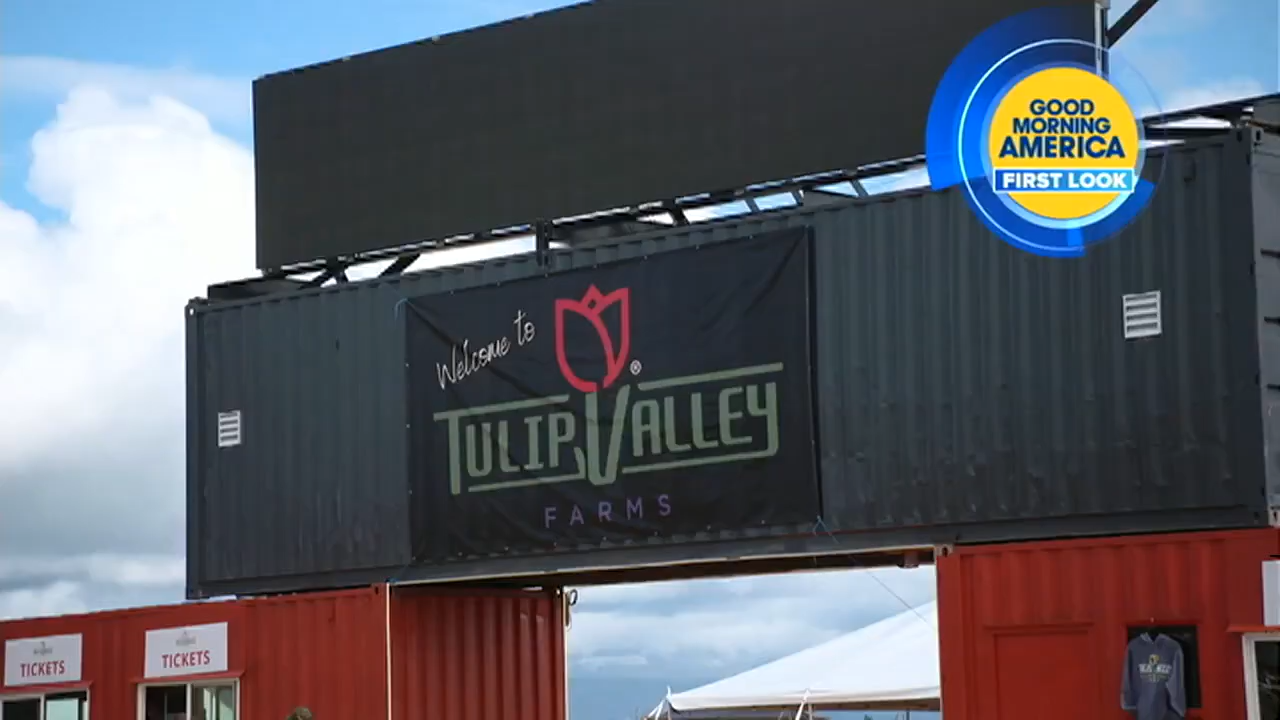 GOOD
MORNING
AMERICA
FIRST LOOK
Welcome to
®
TULIP VALLEY
FARMS
TICKETS
TICKETS